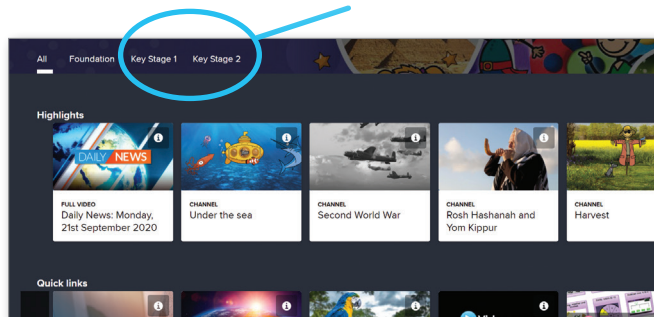 All Foundation Key Stage 1 Key Stage 2
Highlights
DAILY NEWS
FULL VIDEO
Daily News: Monday,
21st September 2020
CHANNEL
Under the sea
CHANNEL
Second World War
CHANNEL
Rosh Hashanah and
Yom Kippur
CHANNEL
Harvest
Quick links